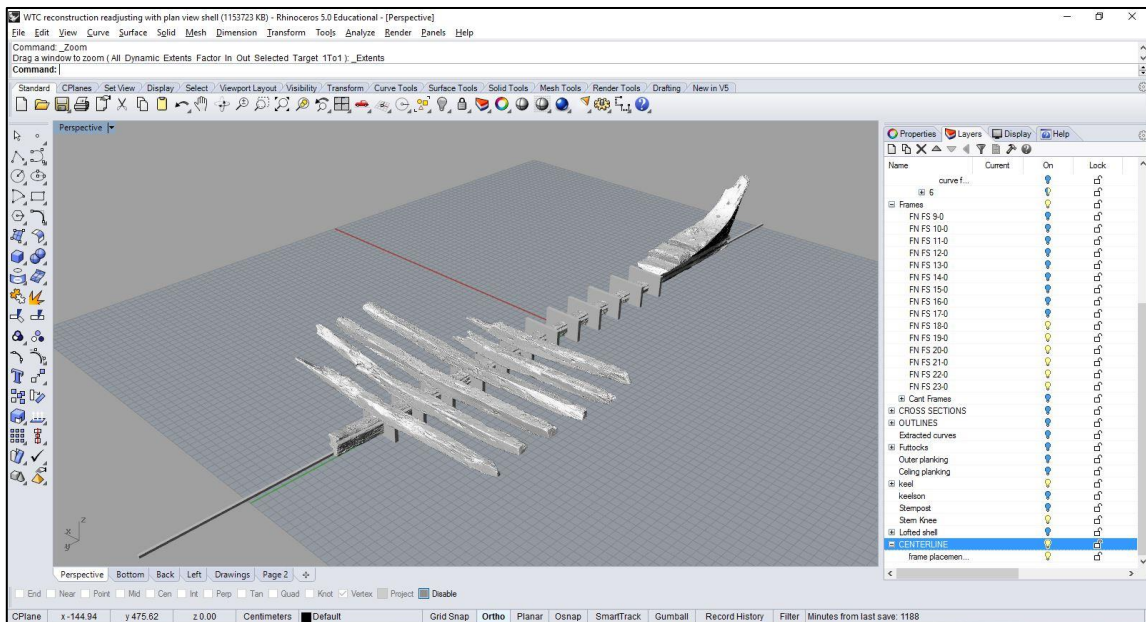 WTC reconstruction readjusting with plan view shell (1153723 KB) - Rhinoceros 5.0 Educational - [Perspective]
File Edit View Curve Surface Solid Mesh Dimension Transform Tools Analyze Render Panels Help
Command: _Zoom
Drag a window to zoom ( All Dynamic Extents Factor In Out Selected Target 1To1 ): _Extents
Command:
Standard CPlanes Set View Display Select Viewport Layout Visibility Transform Curve Tools Surface Tools Solid Tools Mesh Tools Render Tools Drafting New in V5
Perspective
Properties Layers Display Help
Name Current On Lock
curve f...
6
Frames
FN FS 9-0
FN FS 10-0
FN FS 11-0
FN FS 12-0
FN FS 13-0
FN FS 14-0
FN FS 15-0
FN FS 16-0
FN FS 17-0
FN FS 18-0
FN FS 19-0
FN FS 20-0
FN FS 21-0
FN FS 22-0
FN FS 23-0
Cant Frames
CROSS SECTIONS
OUTLINES
Extracted curves
Futtocks
Outer planking
Celing planking
keel
keelson
Stempost
Stem Knee
Lofted shell
CENTERLINE
frame placemen...
z
x
y
Perspective Bottom Back Left Drawings Page 2
End Near Point Mid Cen Int Perp Tan Quad Knot Vertex Project Disable
CPlane x -144.94 y 475.62 z 0.00 Centimeters Default Grid Snap Ortho Planar Osnap SmartTrack Gumball Record History Filter Minutes from last save: 1188